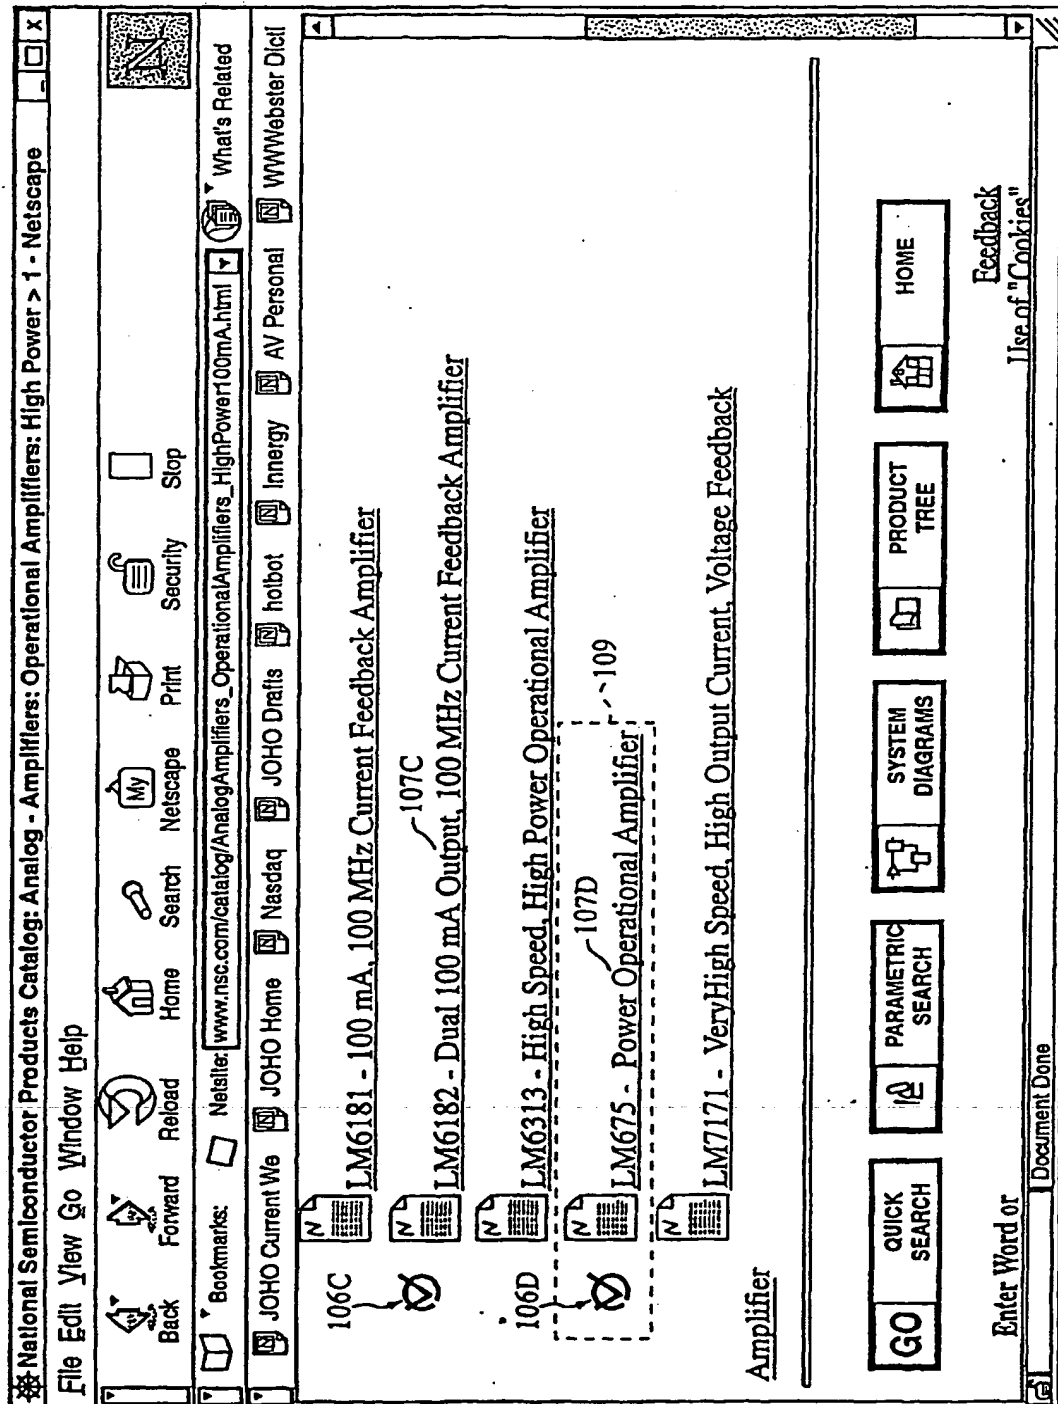 National Semiconductor Products Catalog: Analog - Amplifiers: Operational Amplifiers: High Power > 1 - Netscape
File Edit View Go Window Help
Back Forward Reload Home Search Netscape Print Security Stop
My
N
Bookmarks: Netsite: www.nsc.com/catalog/AnalogAmplifiers_OperationalAmplifiers_HighPower100mA.html What's Related
JOHO Current We JOHO Home Nasdaq JOHO Drafts hotbot Innergy AV Personal WWWebster Dicti
N LM6181 - 100 mA, 100 MHz Current Feedback Amplifier
106C
107C
N LM6182 - Dual 100 mA Output, 100 MHz Current Feedback Amplifier
N LM6313 - High Speed, High Power Operational Amplifier
106D
107D
109
N LM675 - Power Operational Amplifier
N LM7171 - VeryHigh Speed, High Output Current, Voltage Feedback
Amplifier
GO QUICK SEARCH
PARAMETRIC SEARCH
SYSTEM DIAGRAMS
PRODUCT TREE
HOME
Feedback
Enter Word or Use of "Cookies"
Document Done